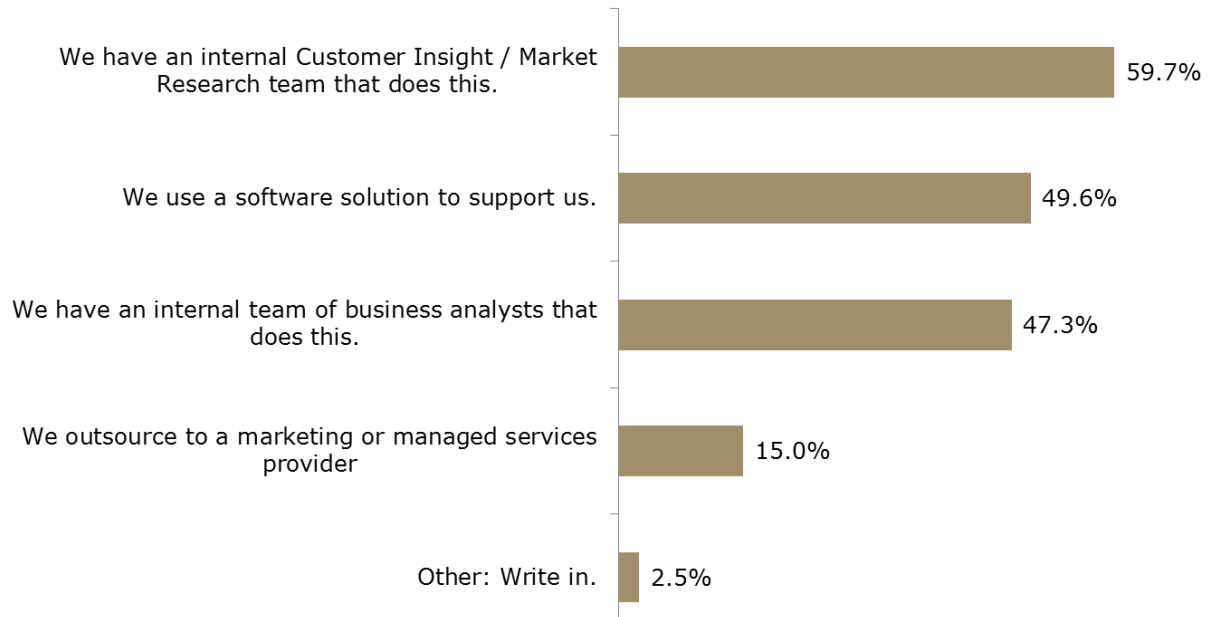 We have an internal Customer Insight / Market
Research team that does this.
59.7%
We use a software solution to support us.
49.6%
We have an internal team of business analysts that
does this.
47.3%
We outsource to a marketing or managed services
provider
15.0%
Other: Write in.
2.5%